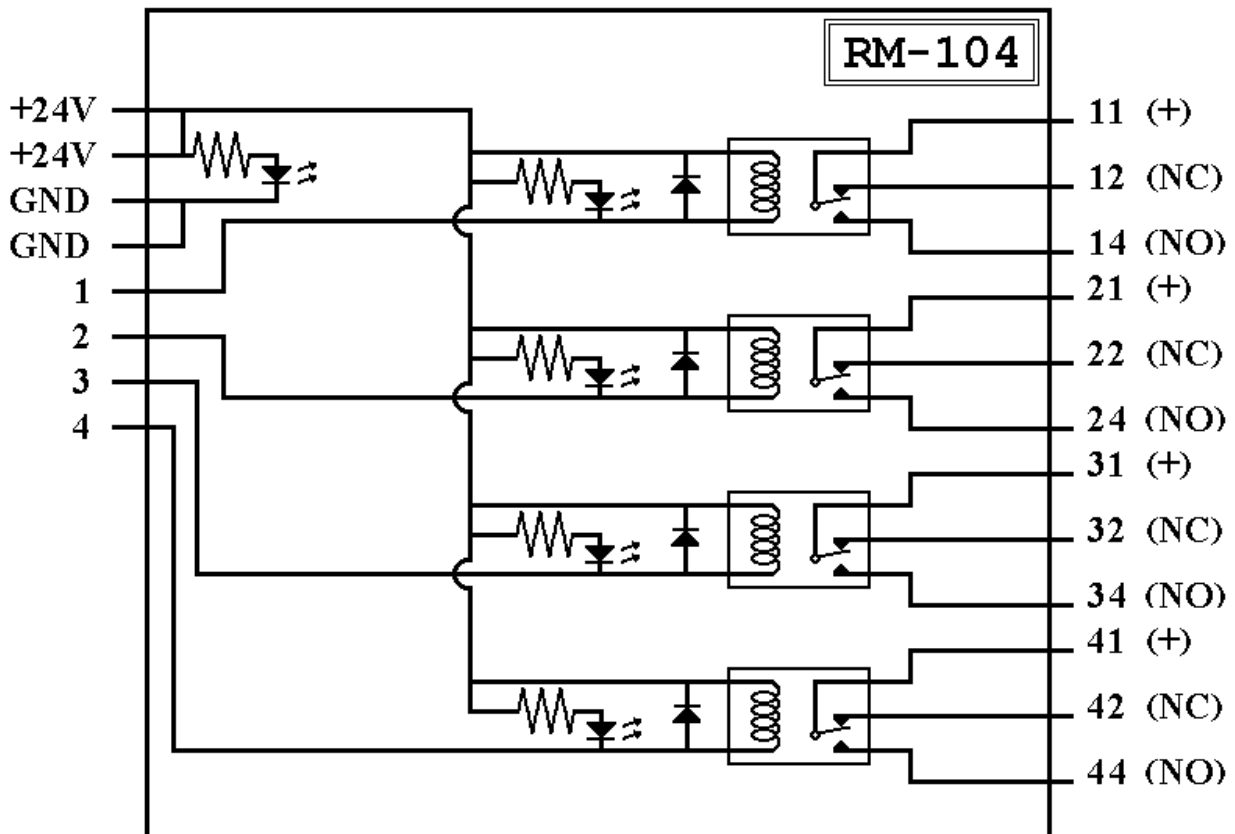 RM-104
+24V
+24V
GND
GND
1
2
3
4
11 (+)
12 (NC)
14 (NO)
21 (+)
22 (NC)
24 (NO)
31 (+)
32 (NC)
34 (NO)
41 (+)
42 (NC)
44 (NO)